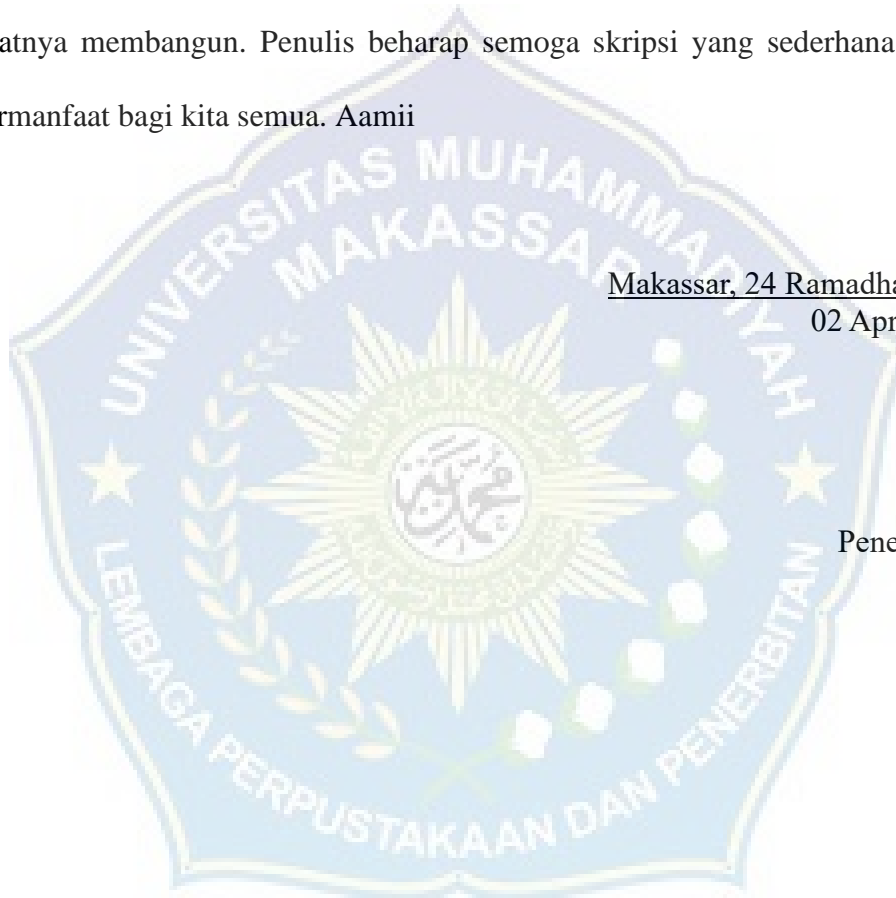 atnya membangun. Penulis beharap semoga skripsi yang sederhana
rmanfaat bagi kita semua. Aamii
UNIVERSITAS MUHAMMADIYAH
MAKASSAR
Makassar, 24 Ramadha
02 Apr
Pene
LEMBAGA PERPUSTAKAAN DAN PENERBITAN